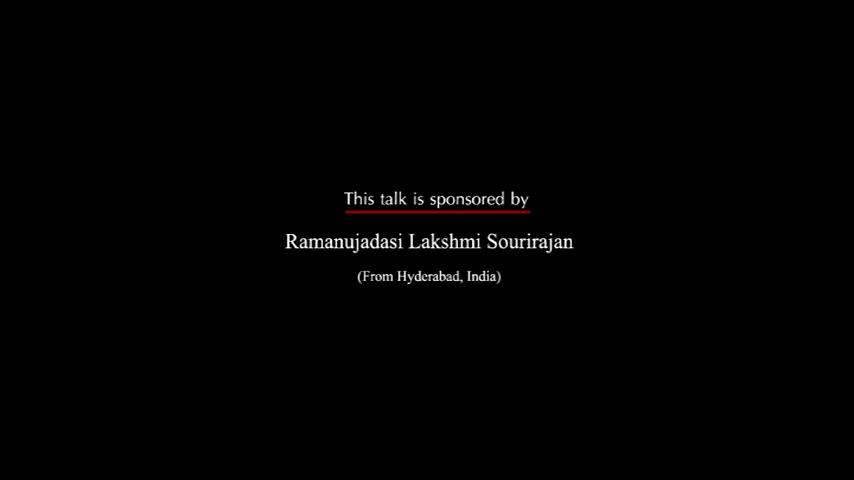 This talk is sponsored by
Ramanujadasi Lakshmi Sourirajan
(From Hyderabad, India)